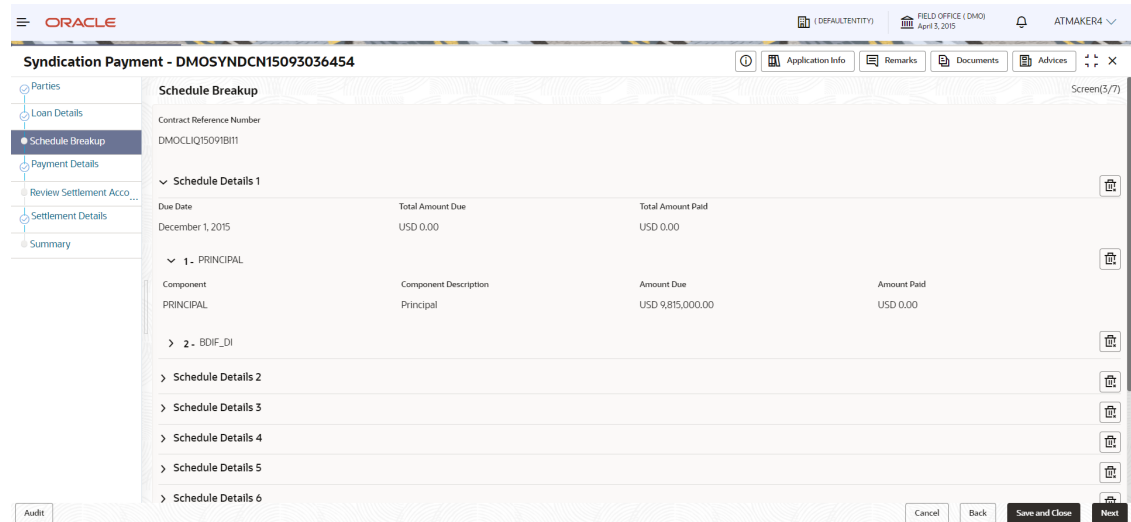 ORACLE
( DEFAULTENTITY)
FIELD OFFICE ( DMO)
April 3, 2015
ATMAKER4
Syndication Payment - DMOSYNDCN15093036454
Application Info
Remarks
Documents
Advices
Parties
Loan Details
Schedule Breakup
Payment Details
Review Settlement Acco...
Settlement Details
Summary
Schedule Breakup
Screen(3/7)
Contract Reference Number
DMOCLIQ15091BI11
Schedule Details 1
Due Date Total Amount Due Total Amount Paid
December 1, 2015 USD 0.00 USD 0.00
1 - PRINCIPAL
Component Component Description Amount Due Amount Paid
PRINCIPAL Principal USD 9,815,000.00 USD 0.00
2 - BDIF_DI
Schedule Details 2
Schedule Details 3
Schedule Details 4
Schedule Details 5
Schedule Details 6
Audit
Cancel
Back
Save and Close
Next